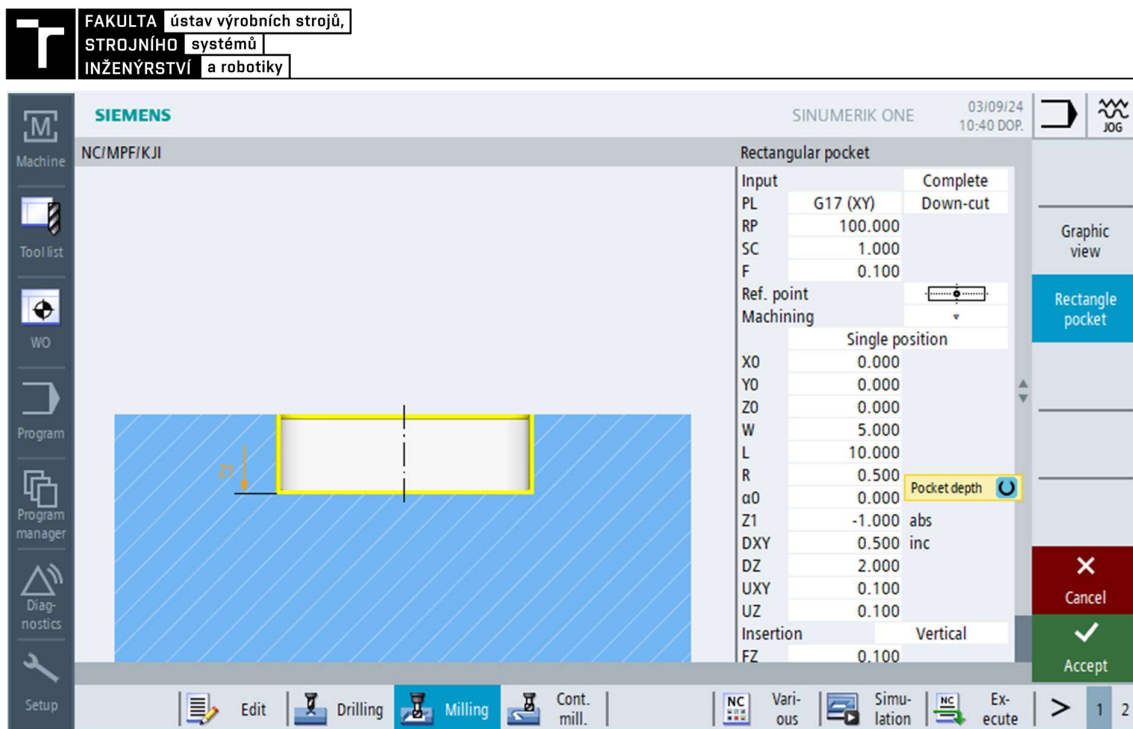 FAKULTA ústav výrobních strojů,
STROJNÍHO systémů
INŽENÝRSTVÍ a robotiky
SIEMENS
SINUMERIK ONE
03/09/24
10:40 DOP.
M
JOG
Machine
NC/MPF/KJI
Rectangular pocket
Input Complete
PL G17 (XY) Down-cut
RP 100.000
SC 1.000
F 0.100
Ref. point
Machining
Single position
X0 0.000
Y0 0.000
Z0 0.000
W 5.000
L 10.000
R 0.500
Pocket depth
α0 0.000
Z1 -1.000 abs
DXY 0.500 inc
DZ 2.000
UXY 0.100
UZ 0.100
Insertion Vertical
FZ 0.100
Z1
Tool list
WO
Program
Program
manager
Diag-
nostics
Setup
Graphic
view
Rectangle
pocket
Cancel
Accept
Edit
Drilling
Milling
Cont.
mill.
NC
Vari-
ous
Simu-
lation
NC
Ex-
ecute
> 1 2